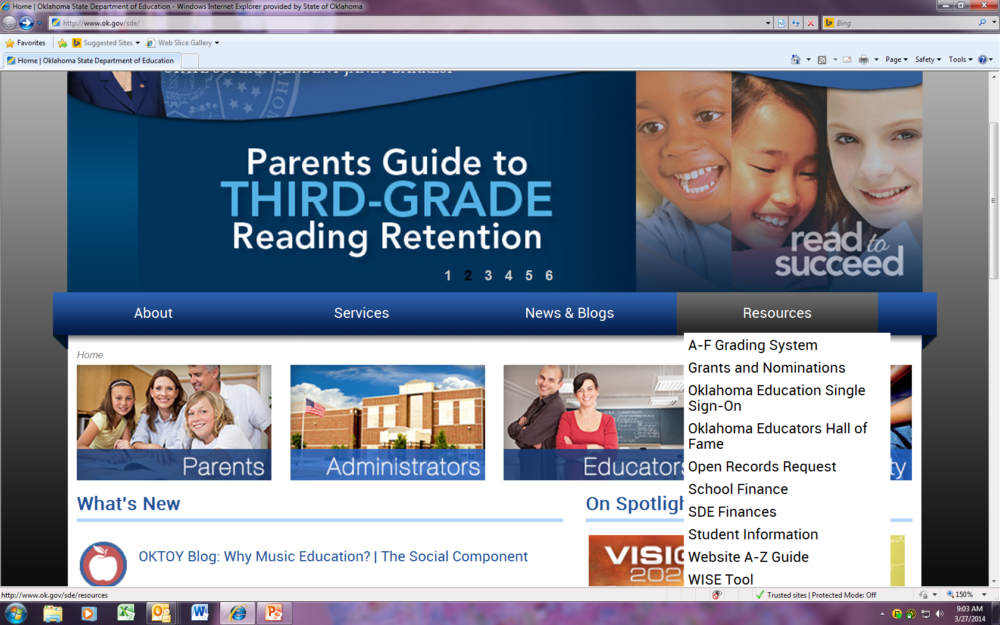 Home | Oklahoma State Department of Education - Windows Internet Explorer provided by State of Oklahoma
http://www.ok.gov/sde/
Bing
Favorites
Suggested Sites
Web Slice Gallery
Home | Oklahoma State Department of Education
Page
Safety
Tools
Parents Guide to
THIRD-GRADE
Reading Retention
read to
succeed
1 2 3 4 5 6
About
Services
News & Blogs
Resources
A-F Grading System
Grants and Nominations
Oklahoma Education Single
Sign-On
Oklahoma Educators Hall of
Fame
Open Records Request
School Finance
SDE Finances
Student Information
Website A-Z Guide
WISE Tool
Home
Parents
Administrators
Educators
ty
What's New
On Spotligh
OKTOY Blog: Why Music Education? | The Social Component
VISIO
2020
http://www.ok.gov/sde/resources
Trusted sites | Protected Mode: Off
150%
9:03 AM
3/27/2014